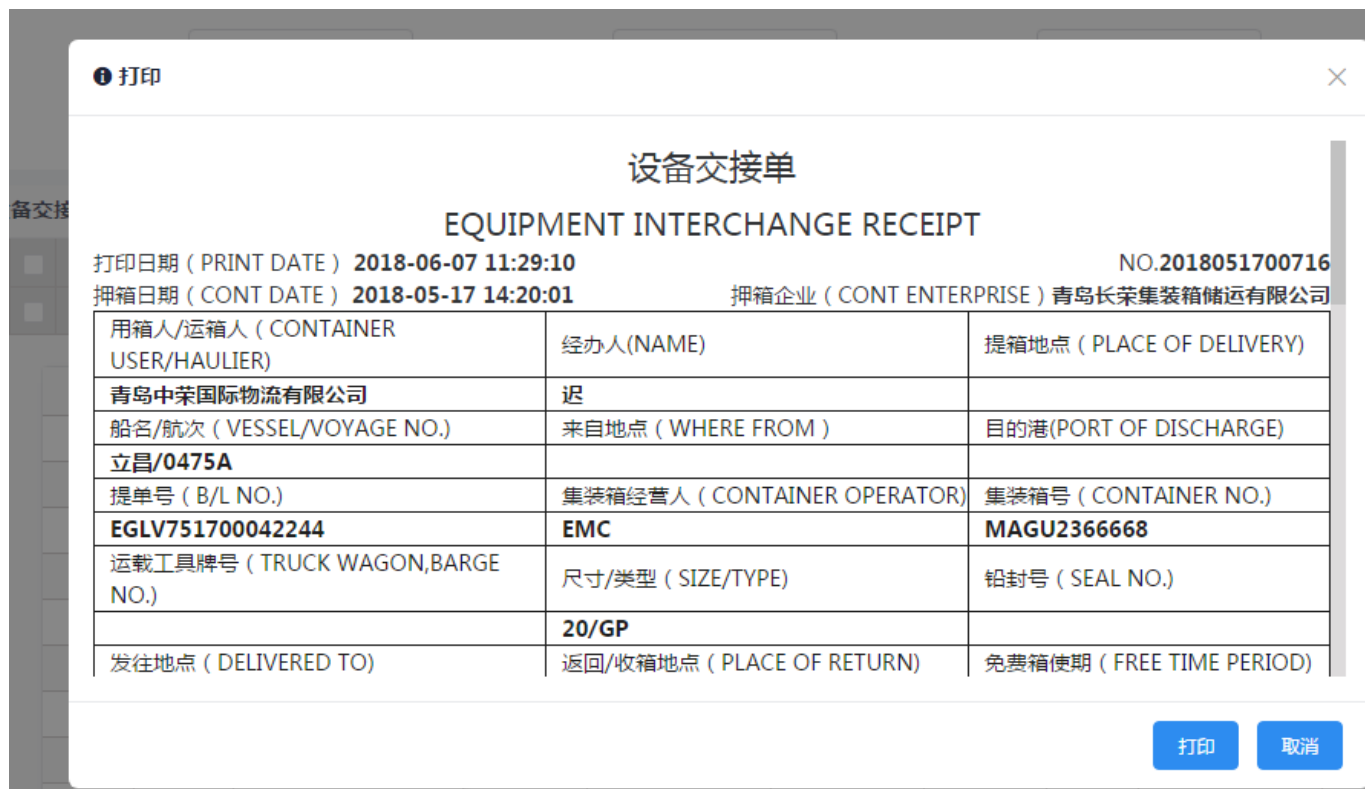 打印
设备交接单
EQUIPMENT INTERCHANGE RECEIPT
打印日期 ( PRINT DATE ) 2018-06-07 11:29:10 NO.2018051700716
押箱日期 ( CONT DATE ) 2018-05-17 14:20:01 押箱企业 ( CONT ENTERPRISE ) 青岛长荣集装箱储运有限公司
用箱人/运箱人 ( CONTAINER
USER/HAULIER) 经办人(NAME) 提箱地点 ( PLACE OF DELIVERY)
青岛中荣国际物流有限公司 迟
船名/航次 ( VESSEL/VOYAGE NO.) 来自地点 ( WHERE FROM ) 目的港(PORT OF DISCHARGE)
立昌/0475A
提单号 ( B/L NO.) 集装箱经营人 ( CONTAINER OPERATOR) 集装箱号 ( CONTAINER NO.)
EGLV751700042244 EMC MAGU2366668
运载工具牌号 ( TRUCK WAGON,BARGE
NO.) 尺寸/类型 ( SIZE/TYPE) 铅封号 ( SEAL NO.)
20/GP
发往地点 ( DELIVERED TO) 返回/收箱地点 ( PLACE OF RETURN) 免费箱使期 ( FREE TIME PERIOD)
备交接
打印 取消